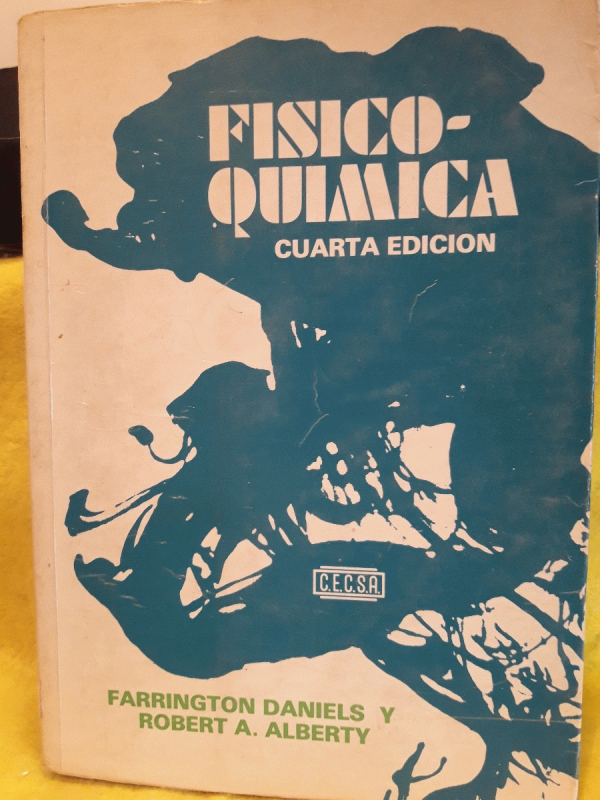 FISICO-
QUIMICA
CUARTA EDICION
C.E.C.S.A.
FARRINGTON DANIELS Y
ROBERT A. ALBERTY